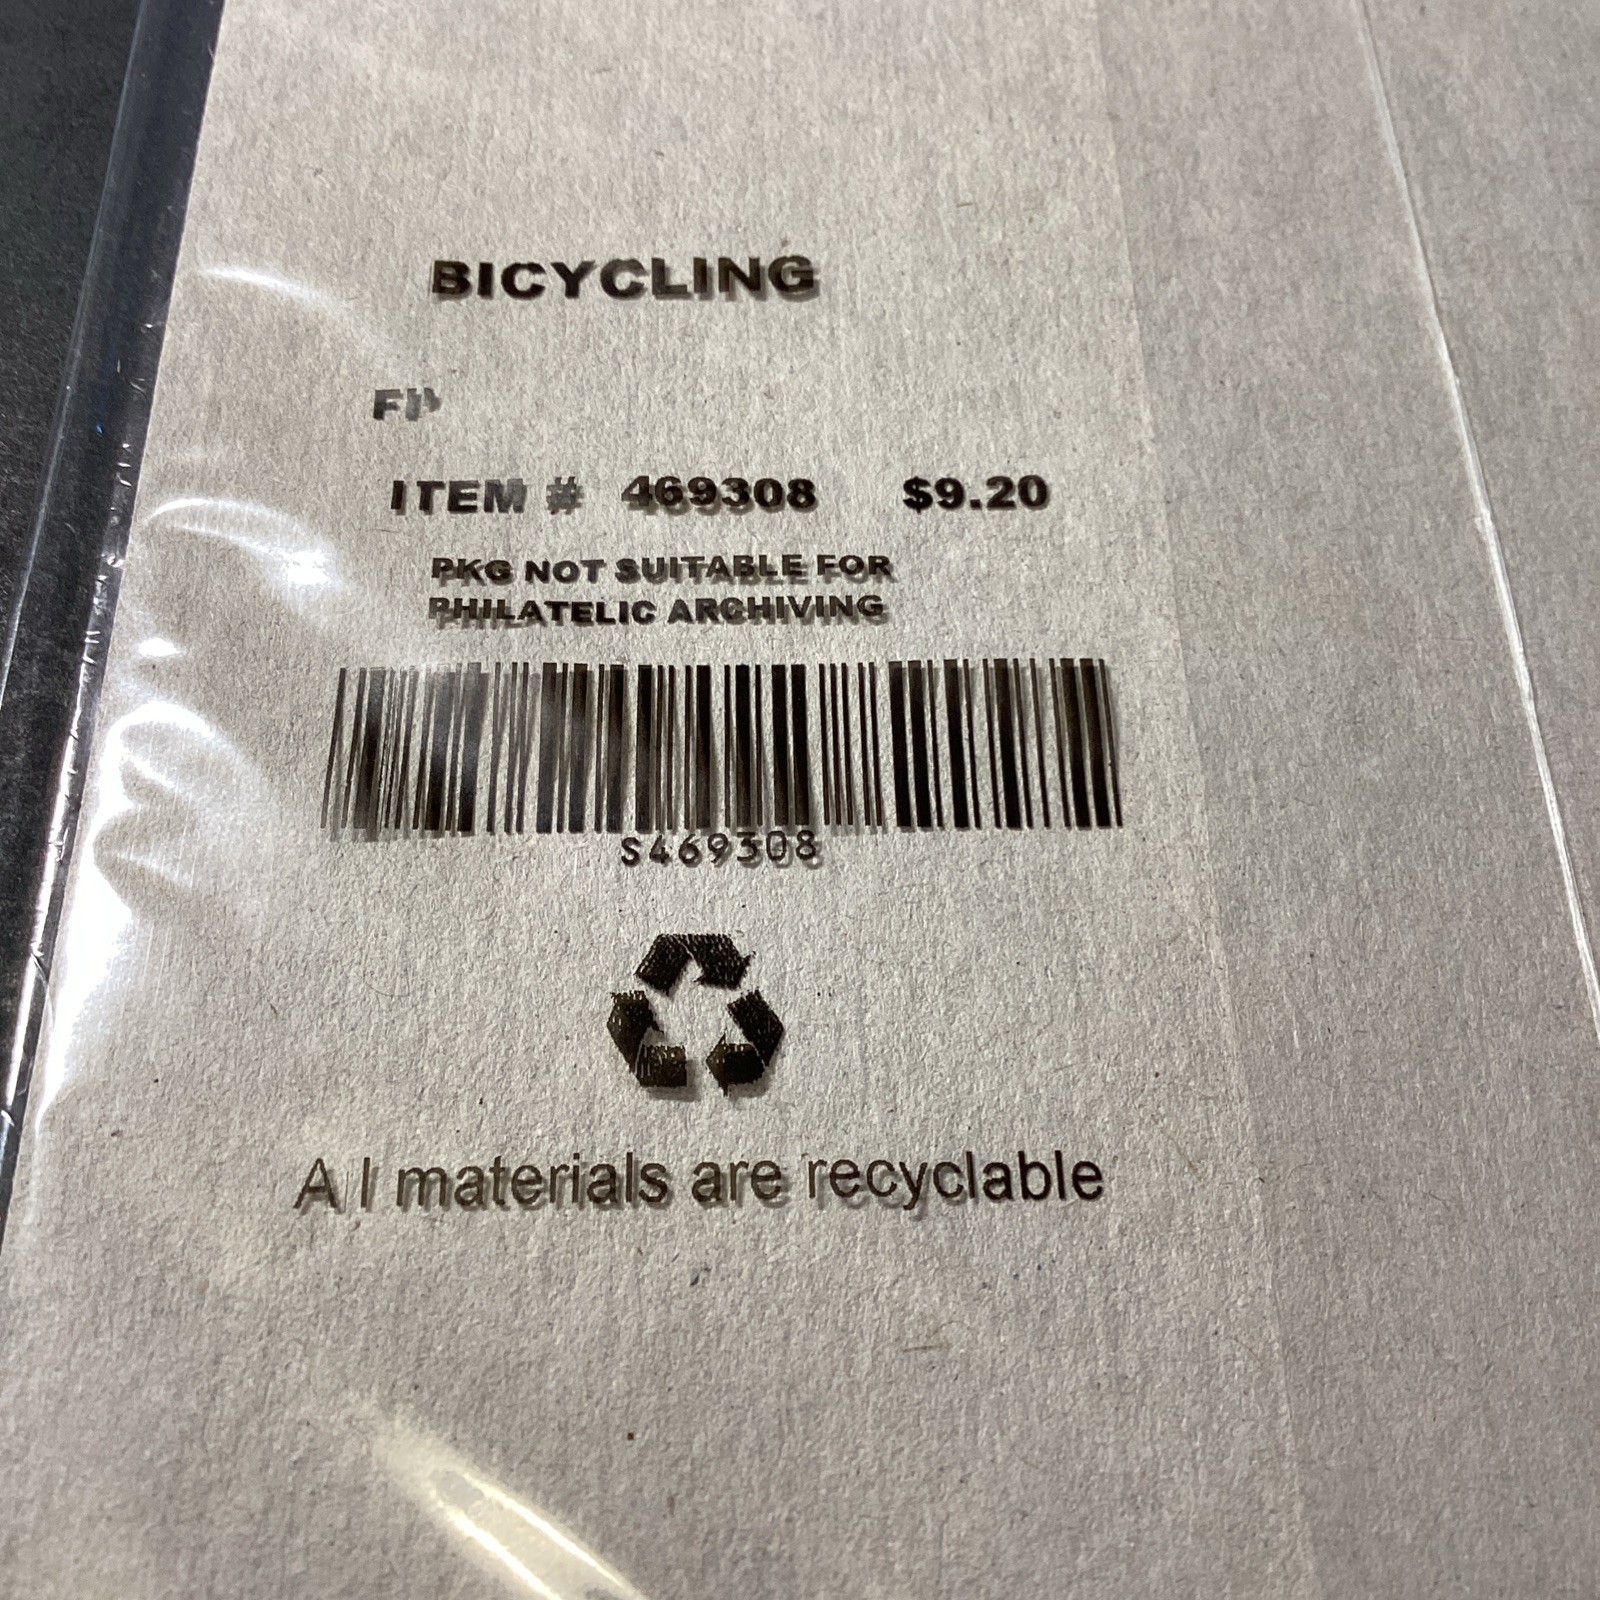 BICYCLING
FP
ITEM # 469308 $9.20
PKG NOT SUITABLE FOR
PHILATELIC ARCHIVING
S469308
A l materials are recyclable